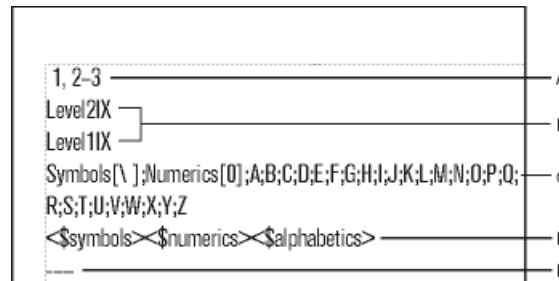 1, 2–3
Level2IX
Level1IX
Symbols[\ ];Numerics[0];A;B;C;D;E;F;G;H;I;J;K;L;M;N;O;P;Q;
R;S;T;U;V;W;X;Y;Z
<$symbols><$numerics><$alphabetics>
---